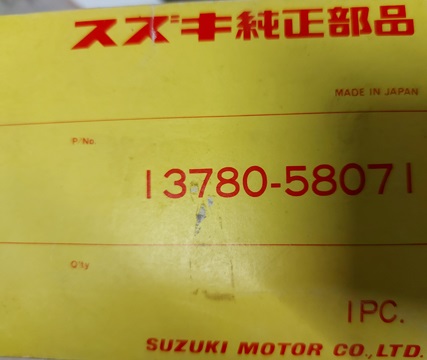 スズキ純正部品
MADE IN JAPAN
P/No.
13780-58071
Q'ty
1PC.
SUZUKI MOTOR CO., LTD.